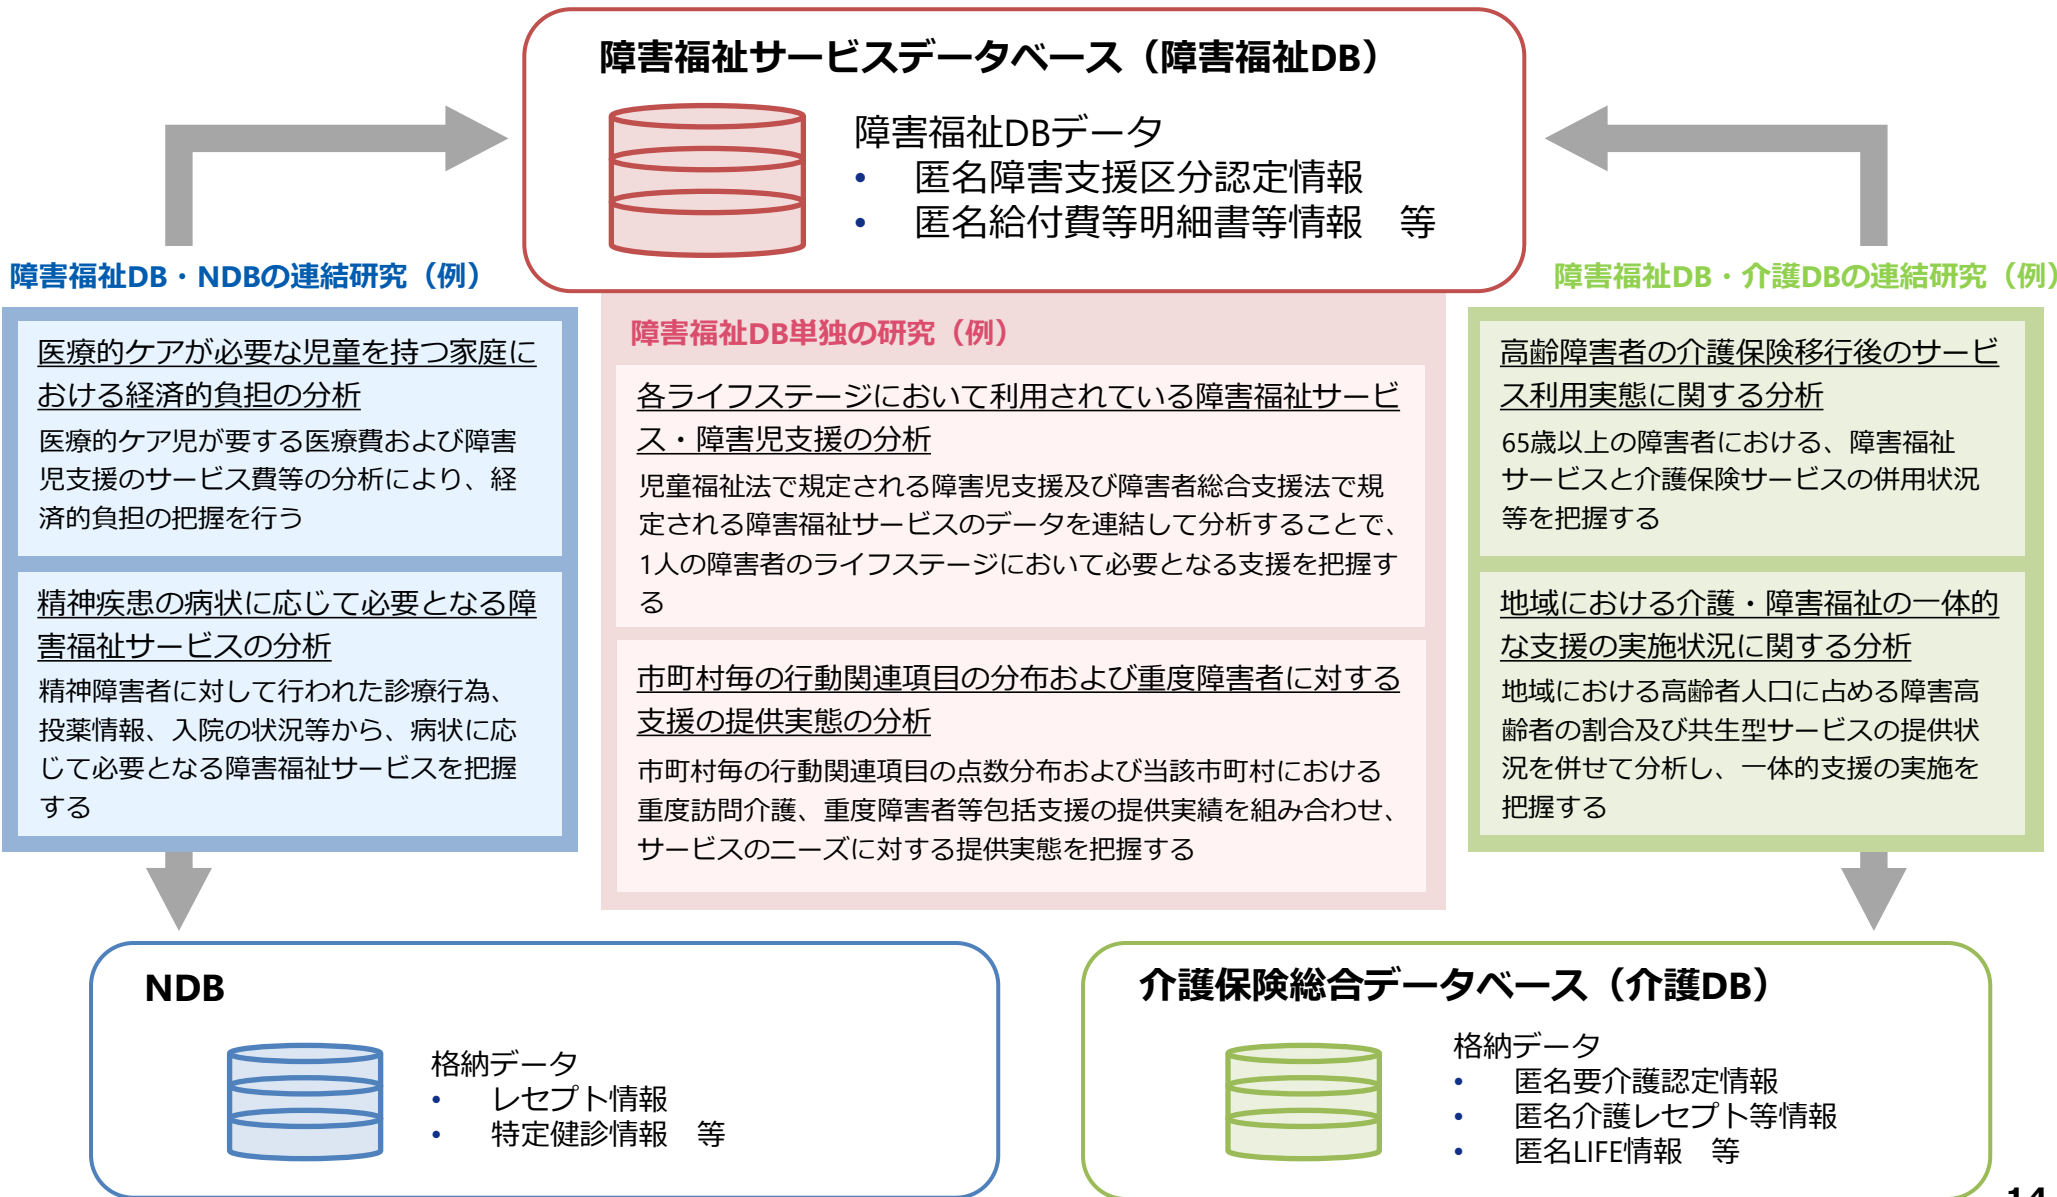 障害福祉サービスデータベース（障害福祉DB）
障害福祉DBデータ
• 匿名障害支援区分認定情報
• 匿名給付費等明細書等情報　等
障害福祉DB・NDBの連結研究（例）
医療的ケアが必要な児童を持つ家庭に
おける経済的負担の分析
医療的ケア児が要する医療費および障害
児支援のサービス費等の分析により、経
済的負担の把握を行う
精神疾患の病状に応じて必要となる障
害福祉サービスの分析
精神障害者に対して行われた診療行為、
投薬情報、入院の状況等から、病状に応
じて必要となる障害福祉サービスを把握
する
障害福祉DB単独の研究（例）
各ライフステージにおいて利用されている障害福祉サービ
ス・障害児支援の分析
児童福祉法で規定される障害児支援及び障害者総合支援法で規
定される障害福祉サービスのデータを連結して分析することで、
1人の障害者のライフステージにおいて必要となる支援を把握す
る
市町村毎の行動関連項目の分布および重度障害者に対する
支援の提供実態の分析
市町村毎の行動関連項目の点数分布および当該市町村における
重度訪問介護、重度障害者等包括支援の提供実績を組み合わせ、
サービスのニーズに対する提供実態を把握する
障害福祉DB・介護DBの連結研究（例）
高齢障害者の介護保険移行後のサービ
ス利用実態に関する分析
65歳以上の障害者における、障害福祉
サービスと介護保険サービスの併用状況
等を把握する
地域における介護・障害福祉の一体的
な支援の実施状況に関する分析
地域における高齢者人口に占める障害高
齢者の割合及び共生型サービスの提供状
況を併せて分析し、一体的支援の実施を
把握する
NDB
格納データ
• レセプト情報
• 特定健診情報　等
介護保険総合データベース（介護DB）
格納データ
• 匿名要介護認定情報
• 匿名介護レセプト等情報
• 匿名LIFE情報　等
14